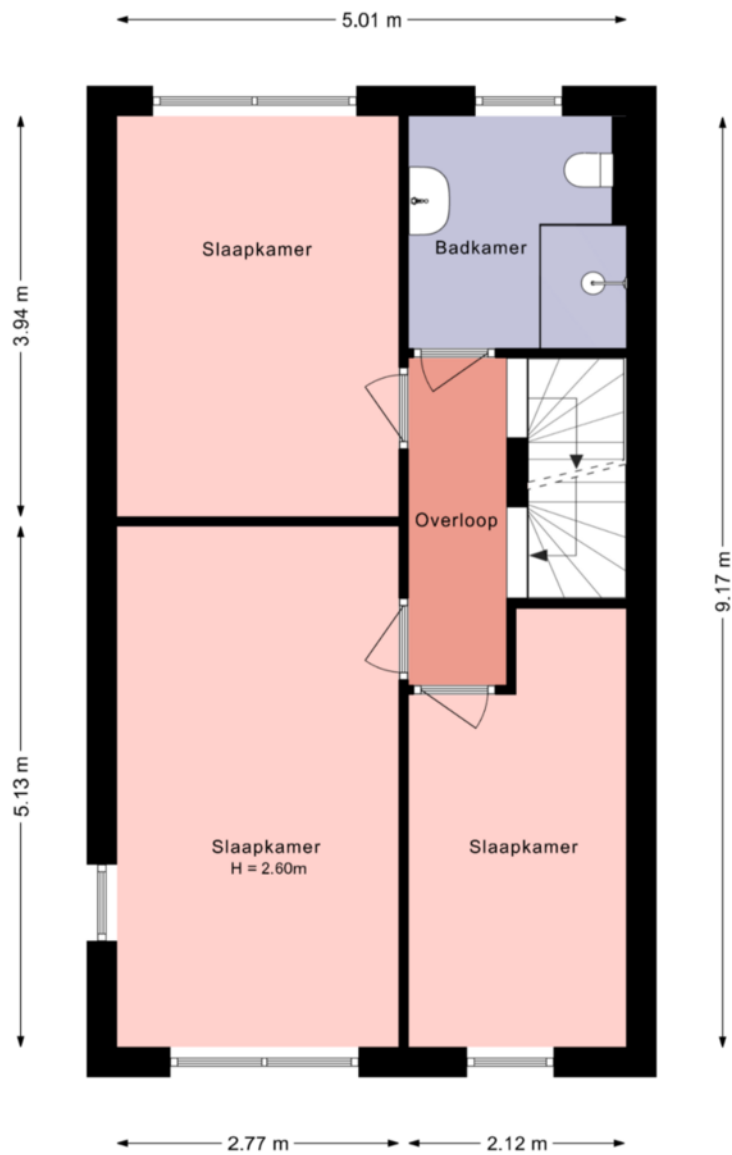 5.01 m
Slaapkamer
Badkamer
3.94 m
Overloop
9.17 m
5.13 m
Slaapkamer
H = 2.60m
Slaapkamer
2.77 m
2.12 m